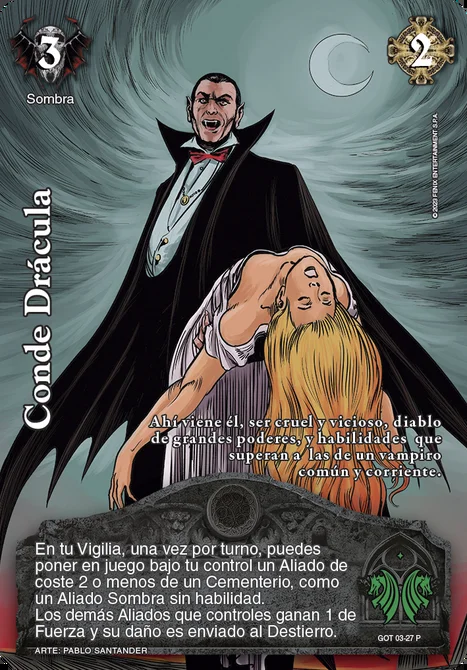 3
2
Sombra
© 2023 FENIX ENTERTAINMENT S.P.A
Conde Drácula
Ahí viene él, ser cruel y vicioso, diablo
de grandes poderes, y habilidades que
superan a las de un vampiro
común y corriente.
En tu Vigilia, una vez por turno, puedes
poner en juego bajo tu control un Aliado de
coste 2 o menos de un Cementerio, como
un Aliado Sombra sin habilidad.
Los demás Aliados que controles ganan 1 de
Fuerza y su daño es enviado al Destierro.
GOT 03-27 P
ARTE: PABLO SANTANDER